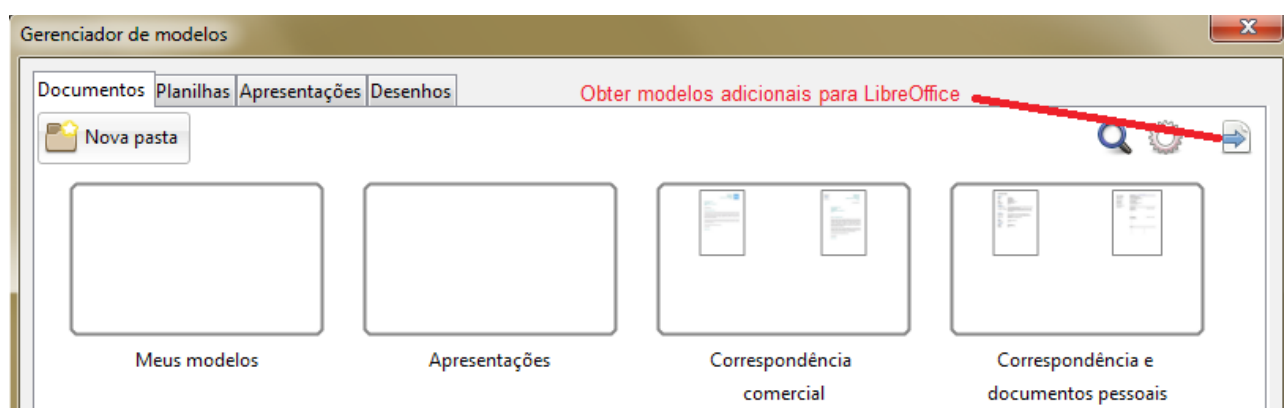 Gerenciador de modelos
Documentos Planilhas Apresentações Desenhos
Obter modelos adicionais para LibreOffice
Nova pasta
Meus modelos
Apresentações
Correspondência
comercial
Correspondência e
documentos pessoais